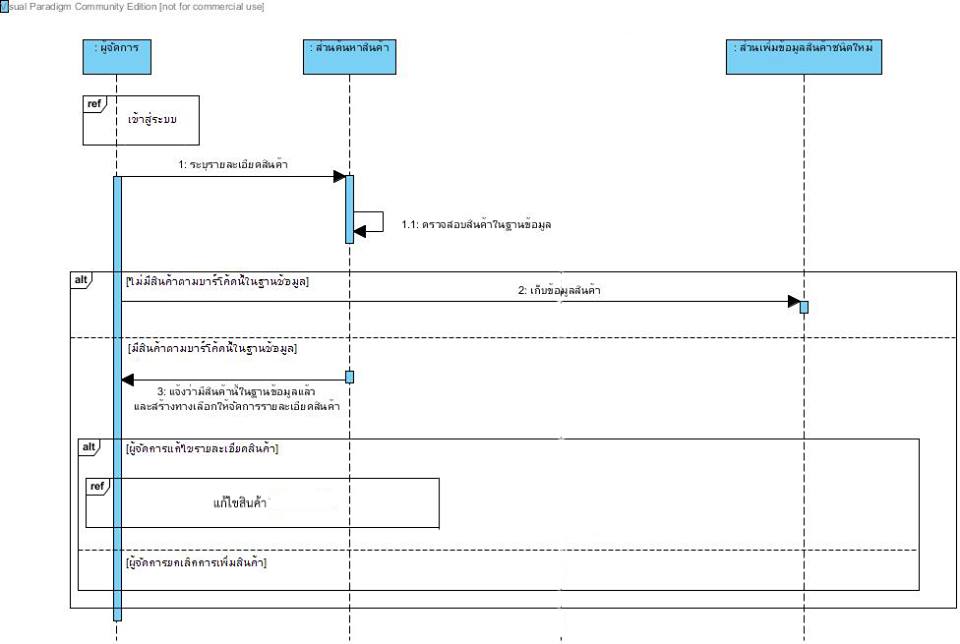 Visual Paradigm Community Edition [not for commercial use]
: ผู้จัดการ
: ส่วนค้นหาสินค้า
: ส่วนเพิ่มข้อมูลสินค้าชนิดใหม่
ref
เข้าสู่ระบบ
1: ระบุรายละเอียดสินค้า
1.1: ตรวจสอบสินค้าในฐานข้อมูล
alt
[ไม่มีสินค้าตามบาร์โค้ดนี้ในฐานข้อมูล]
2: เก็บข้อมูลสินค้า
[มีสินค้าตามบาร์โค้ดนี้ในฐานข้อมูล]
3: แจ้งว่ามีสินค้านี้ในฐานข้อมูลแล้ว
และสร้างทางเลือกให้จัดการรายละเอียดสินค้า
alt
[ผู้จัดการแก้ไขรายละเอียดสินค้า]
ref
แก้ไขสินค้า
[ผู้จัดการยกเลิกการเพิ่มสินค้า]